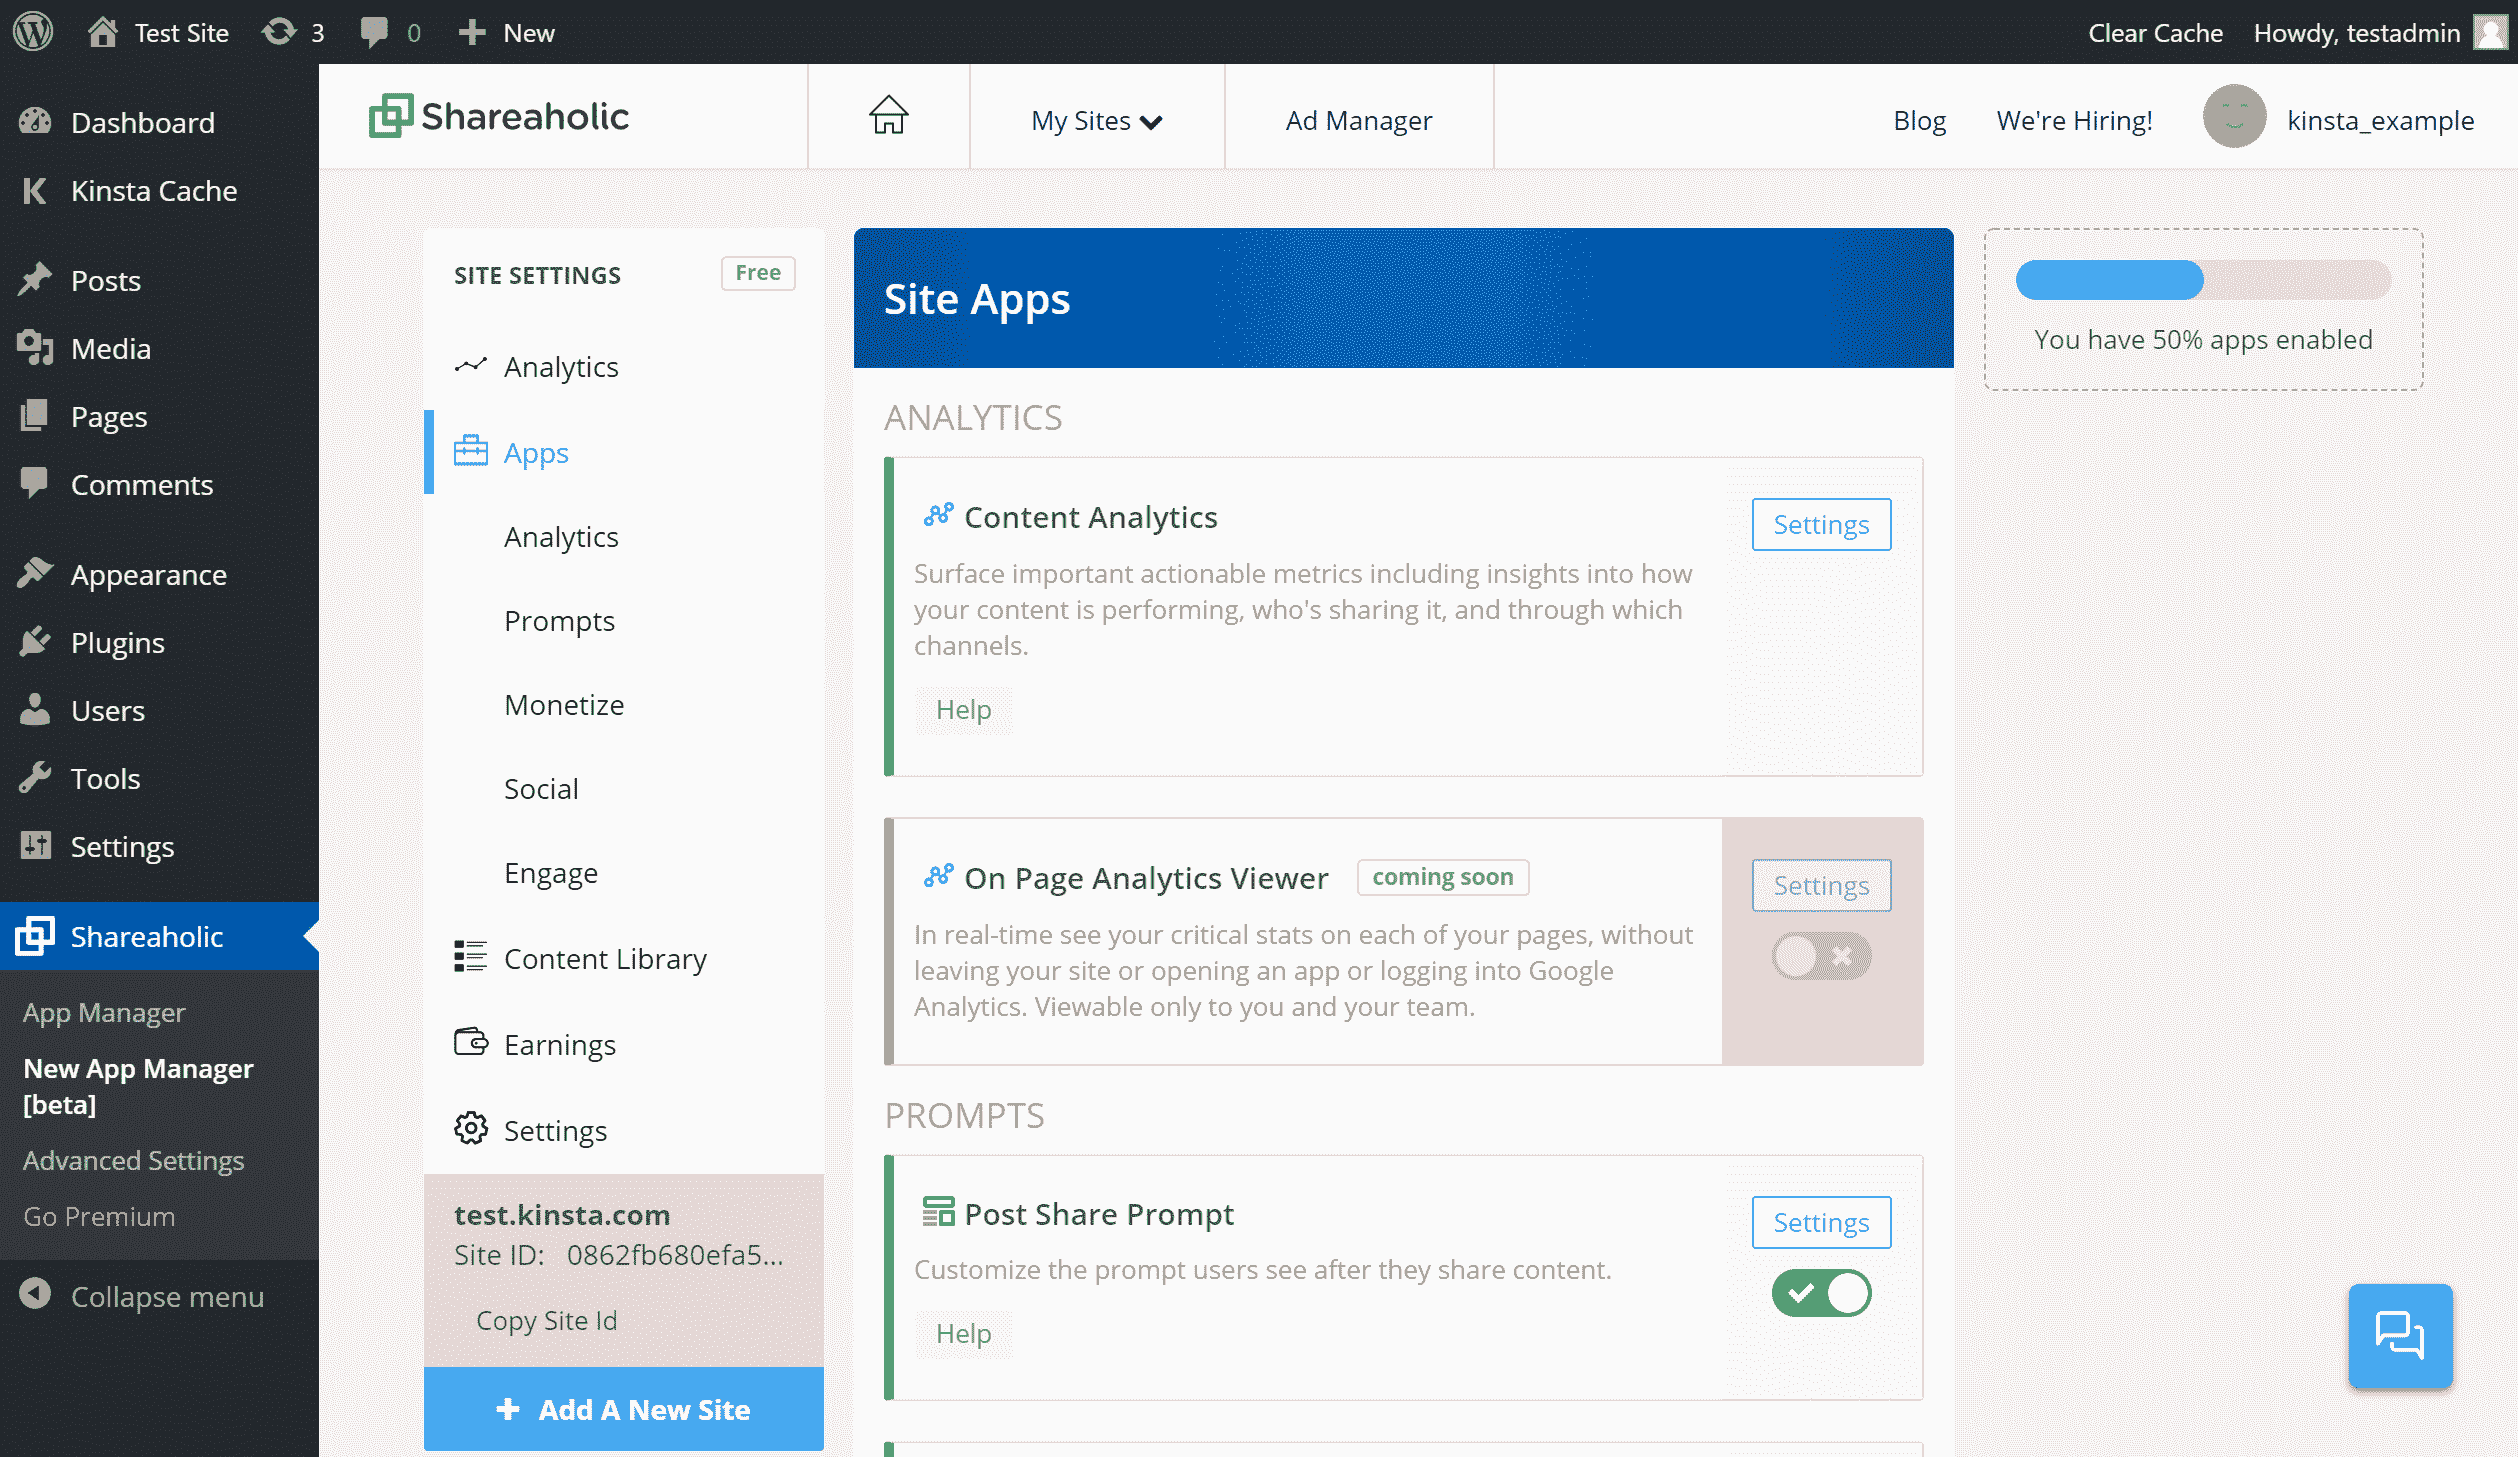 Test Site
3
0
New
Clear Cache
Howdy, testadmin
Dashboard
Kinsta Cache
Posts
Media
Pages
Comments
Appearance
Plugins
Users
Tools
Settings
Shareaholic
App Manager
New App Manager
[beta]
Advanced Settings
Go Premium
Collapse menu
Shareaholic
My Sites
Ad Manager
Blog
We're Hiring!
kinsta_example
SITE SETTINGS
Free
Analytics
Apps
Analytics
Prompts
Monetize
Social
Engage
Content Library
Earnings
Settings
test.kinsta.com
Site ID: 0862fb680efa5...
Copy Site Id
+ Add A New Site
Site Apps
ANALYTICS
Content Analytics
Settings
Surface important actionable metrics including insights into how
your content is performing, who's sharing it, and through which
channels.
Help
On Page Analytics Viewer
coming soon
Settings
In real-time see your critical stats on each of your pages, without
leaving your site or opening an app or logging into Google
Analytics. Viewable only to you and your team.
PROMPTS
Post Share Prompt
Settings
Customize the prompt users see after they share content.
Help
You have 50% apps enabled